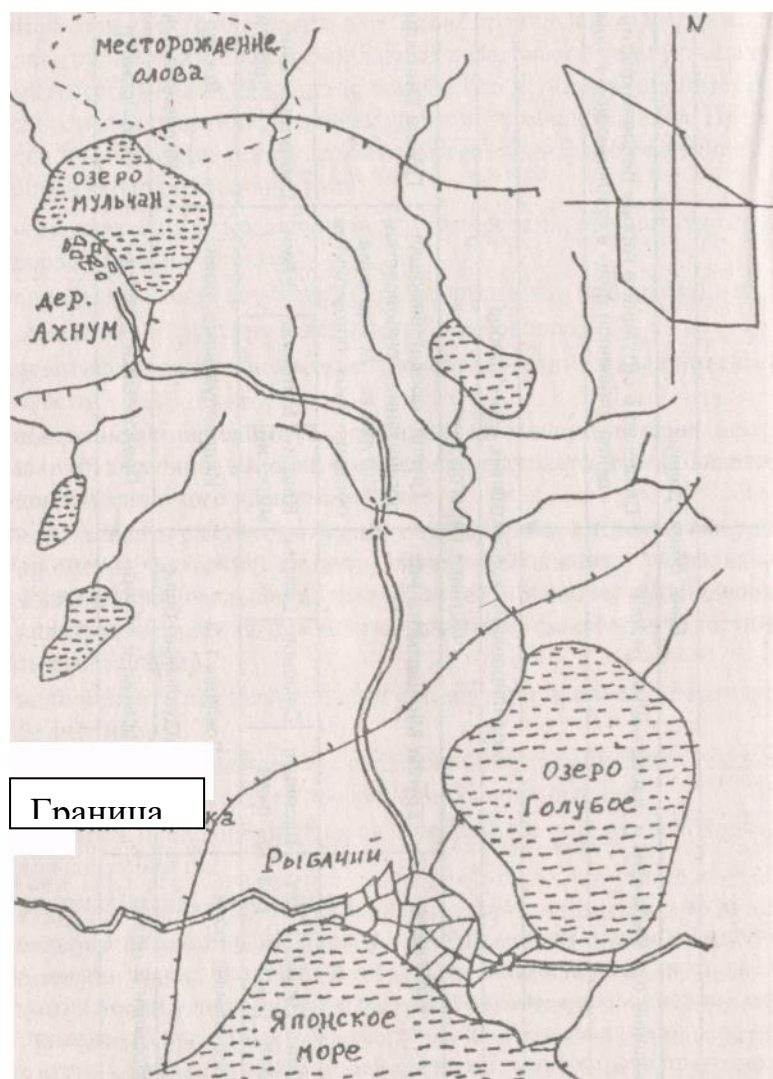 месторождение
олова
N
озеро
Мульчан
дер.
Ахнум
Озеро
Голубое
Граница
Рыбачий
Японское
море